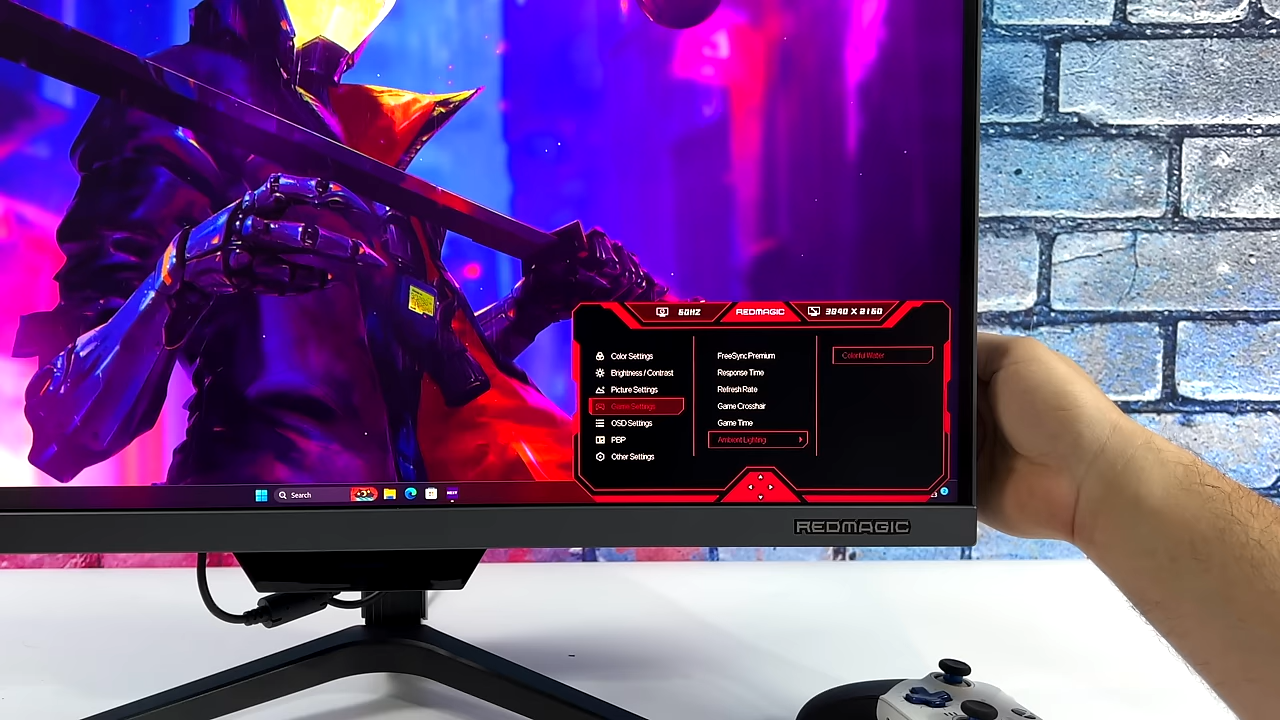 60HZ
REDMAGIC
3840 X 2160
Color Settings
Brightness / Contrast
Picture Settings
Game Settings
OSD Settings
PBP
Other Settings
FreeSync Premium
Response Time
Refresh Rate
Game Crosshair
Game Time
Ambient Lighting
Colorful Water
Search
REDMAGIC